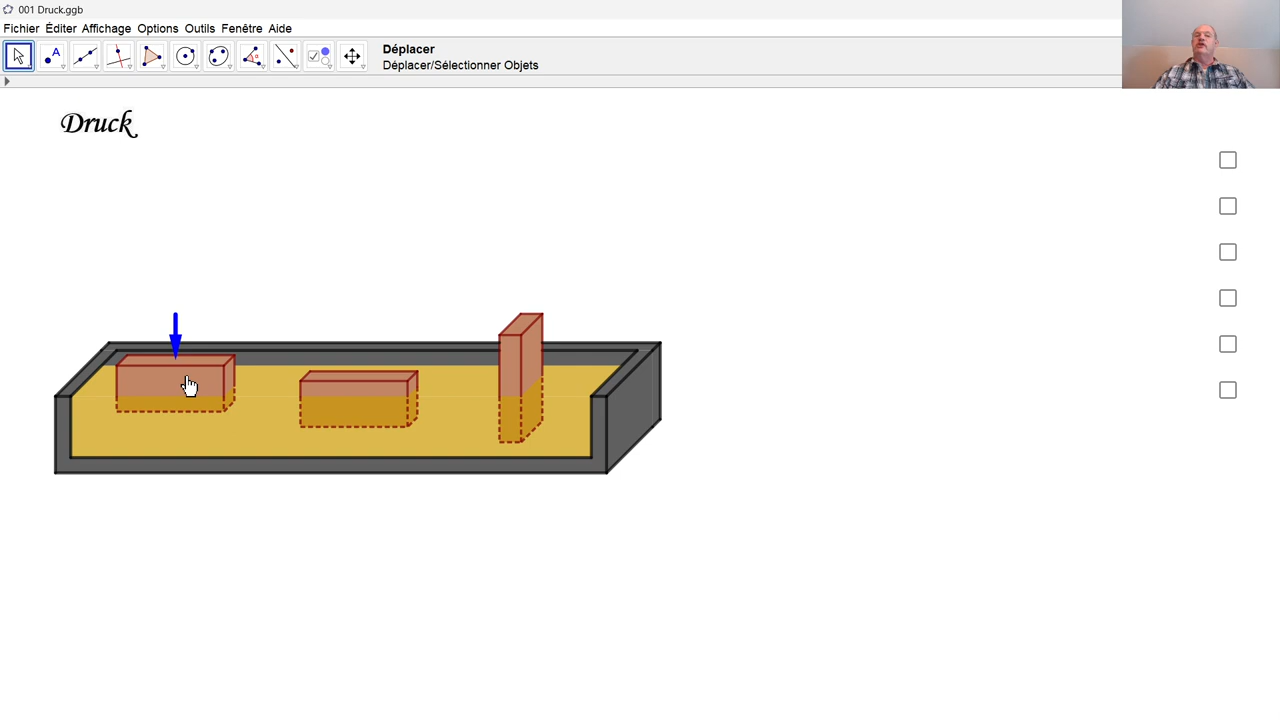 001 Druck.ggb
Fichier Éditer Affichage Options Outils Fenêtre Aide
A
Déplacer
Déplacer/Sélectionner Objets
Druck